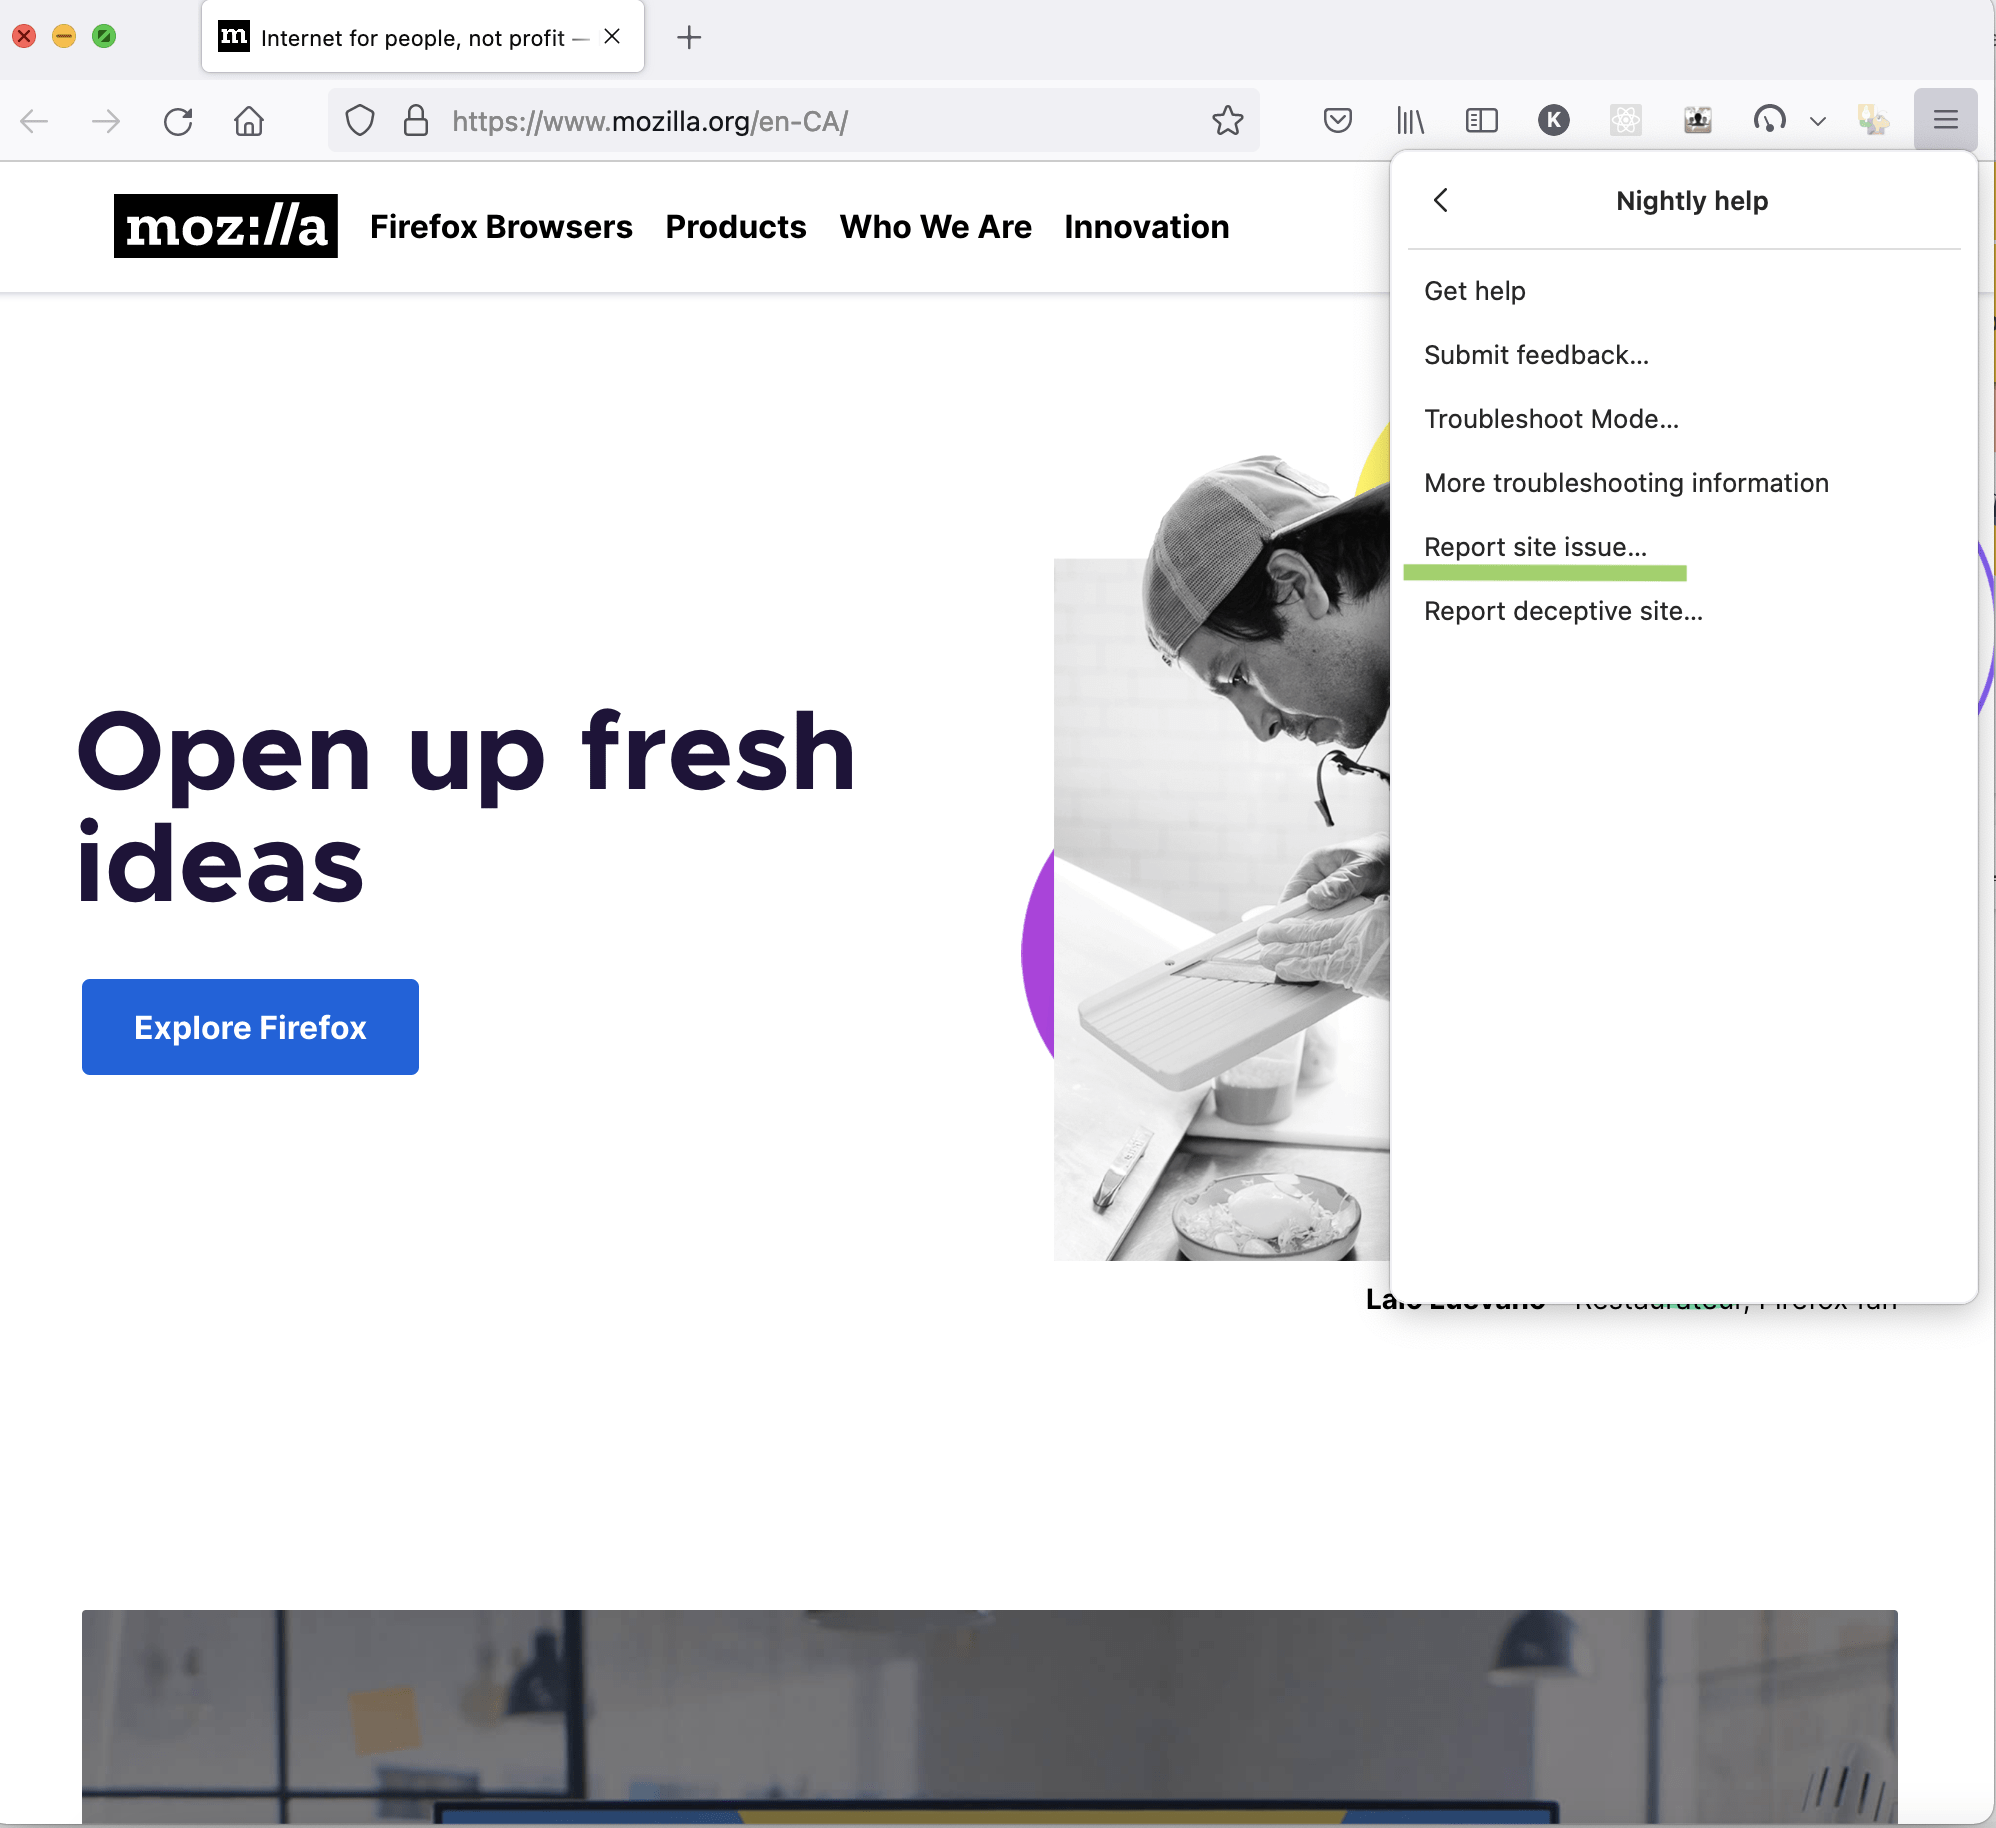 m Internet for people, not profit —
https://www.mozilla.org/en-CA/
K
moz://a Firefox Browsers Products Who We Are Innovation
Nightly help
Get help
Submit feedback...
Troubleshoot Mode...
More troubleshooting information
Report site issue...
Report deceptive site...
Open up fresh
ideas
Explore Firefox